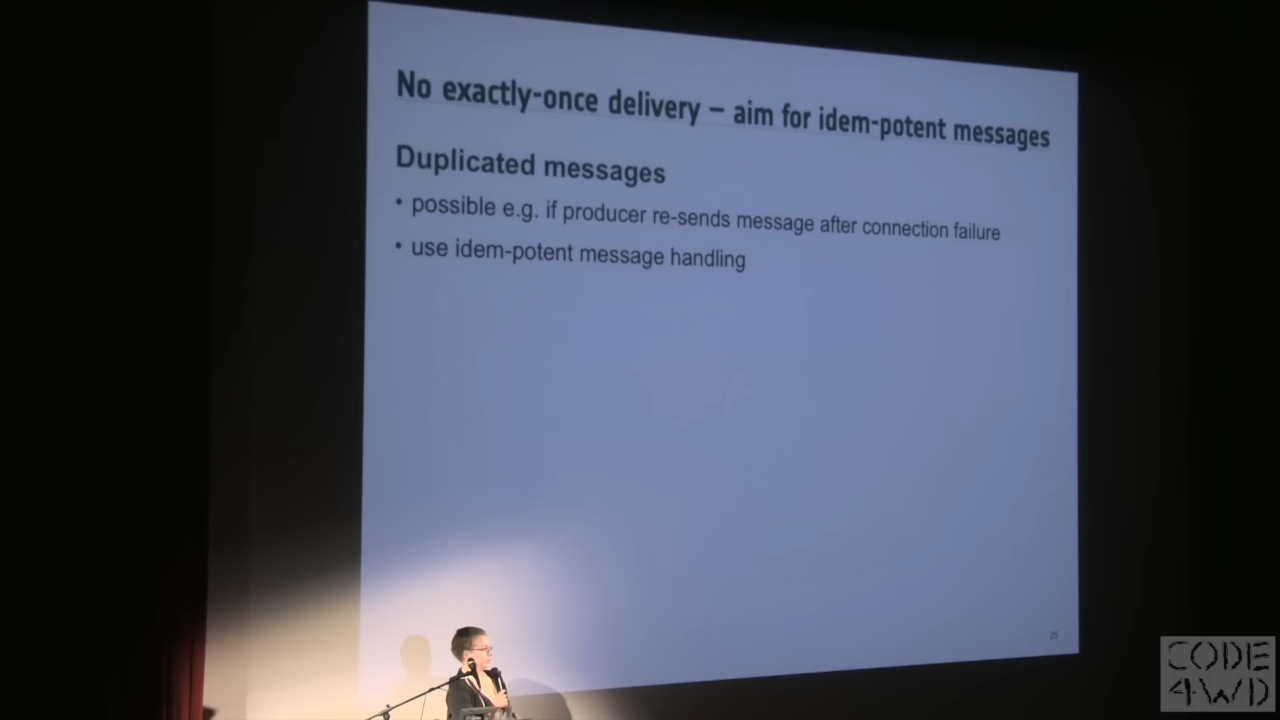 No exactly-once delivery – aim for idem-potent messages
Duplicated messages
• possible e.g. if producer re-sends message after connection failure
• use idem-potent message handling
CODE
4WD